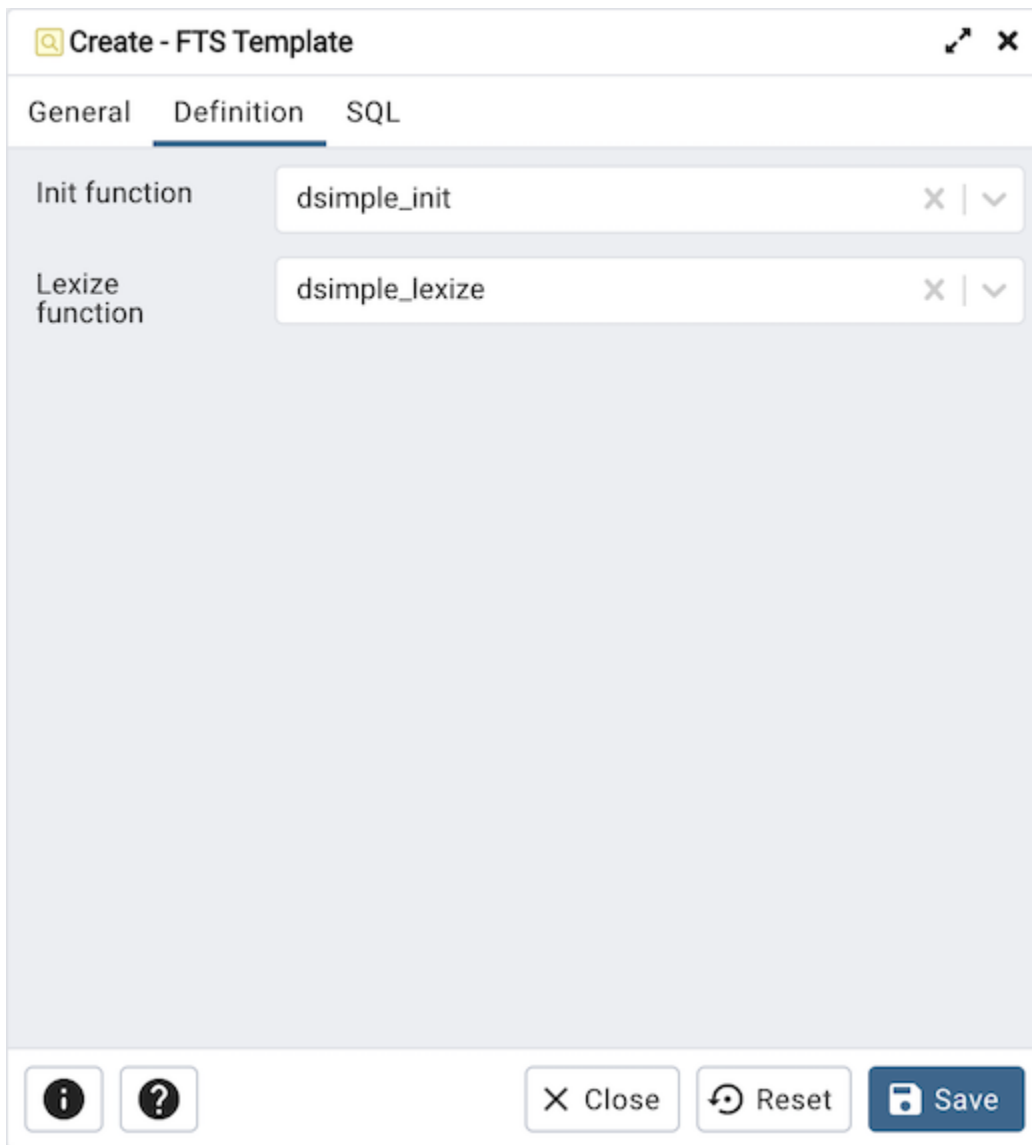 Create - FTS Template
General Definition SQL
Init function dsimple_init
Lexize
function
dsimple_lexize
Close Reset Save